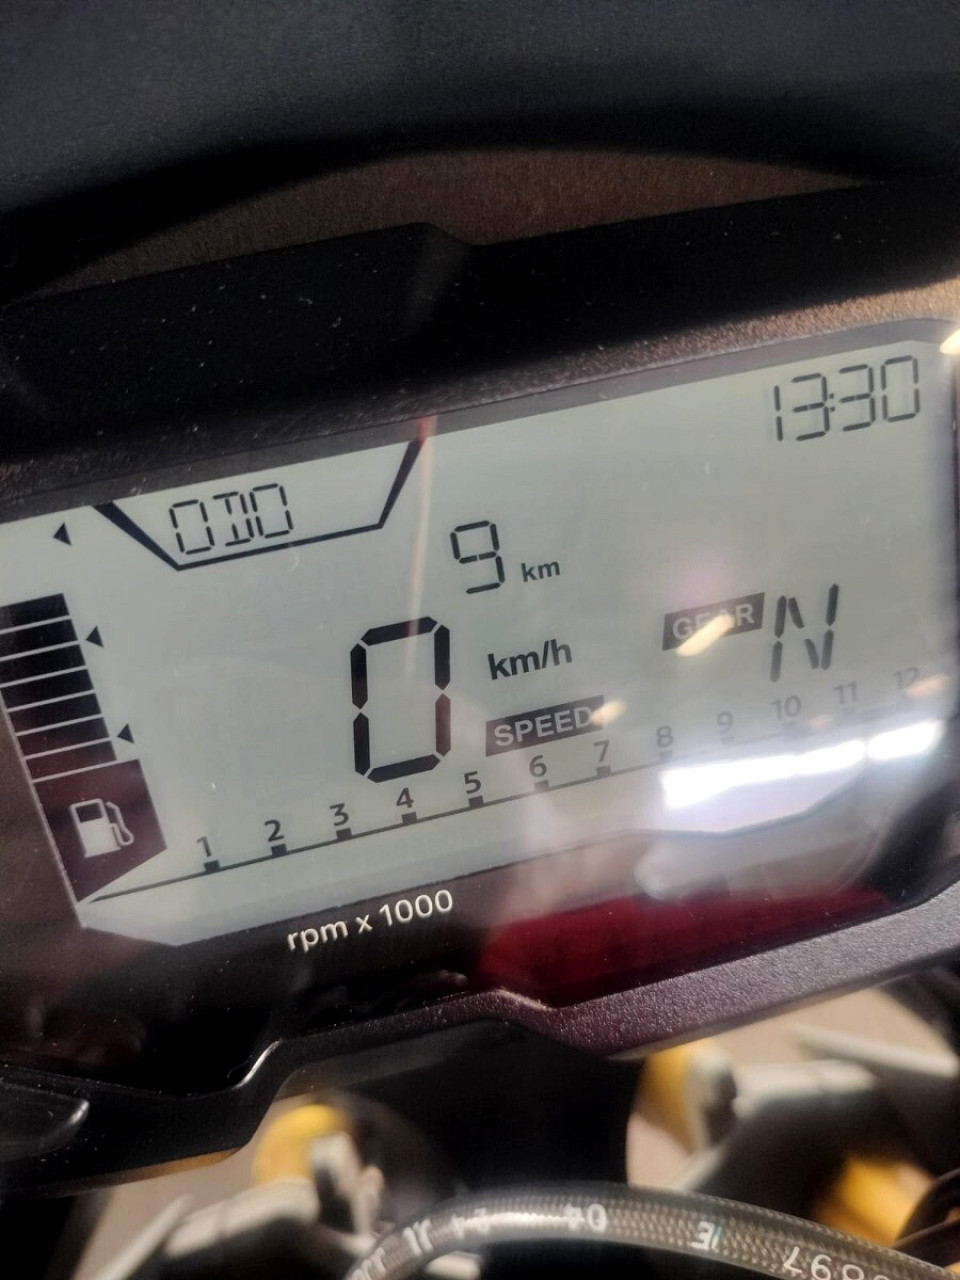 13:30
ODO
9 km
GEAR N
0 km/h
SPEED
1 2 3 4 5 6 7 8 9 10 11 12
rpm x 1000